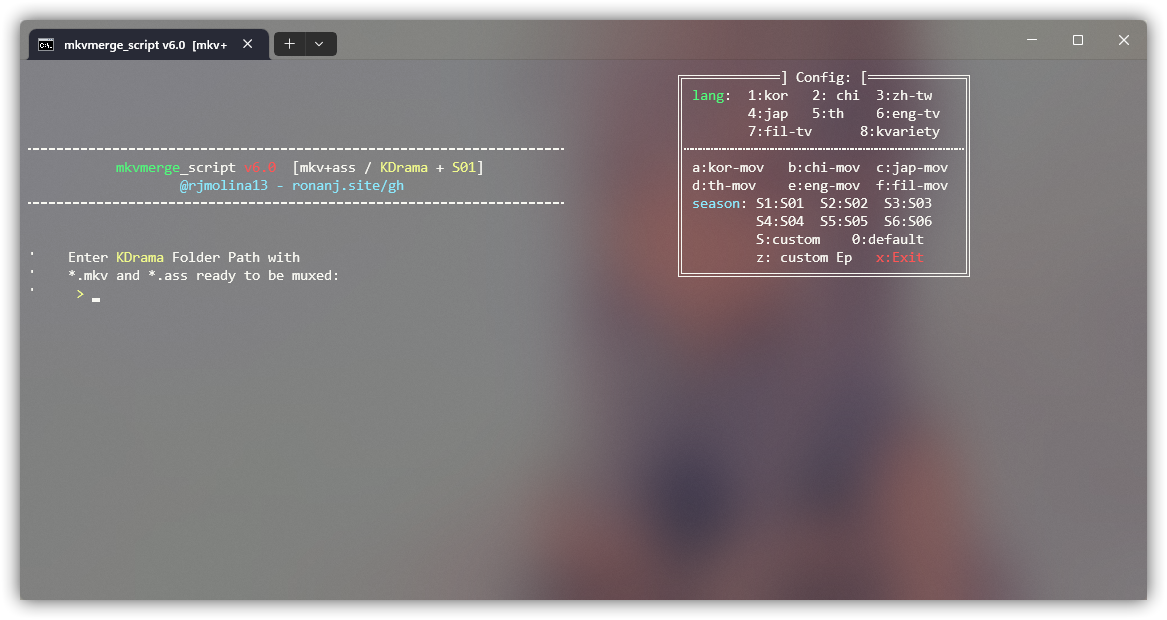 mkvmerge_script v6.0 [mkv+
mkvmerge_script v6.0 [mkv+ass / KDrama + S01]
@rjmolina13 - ronanj.site/gh
' Enter KDrama Folder Path with
' *.mkv and *.ass ready to be muxed:
' > _
] Config: [
lang: 1:kor 2: chi 3:zh-tw
4:jap 5:th 6:eng-tv
7:fil-tv 8:kvariety
a:kor-mov b:chi-mov c:jap-mov
d:th-mov e:eng-mov f:fil-mov
season: S1:S01 S2:S02 S3:S03
S4:S04 S5:S05 S6:S06
S:custom 0:default
z: custom Ep x:Exit